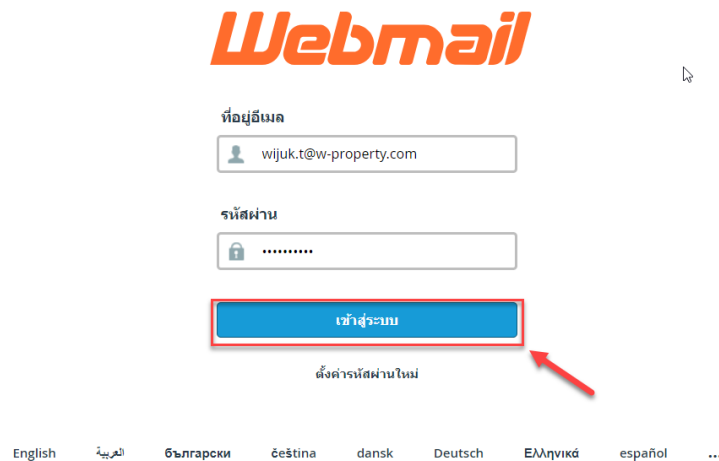 Webmail
ที่อยู่อีเมล
wijuk.t@w-property.com
รหัสผ่าน
••••••••••
เข้าสู่ระบบ
ตั้งค่ารหัสผ่านใหม่
English العربية български čeština dansk Deutsch Ελληνικά español ...